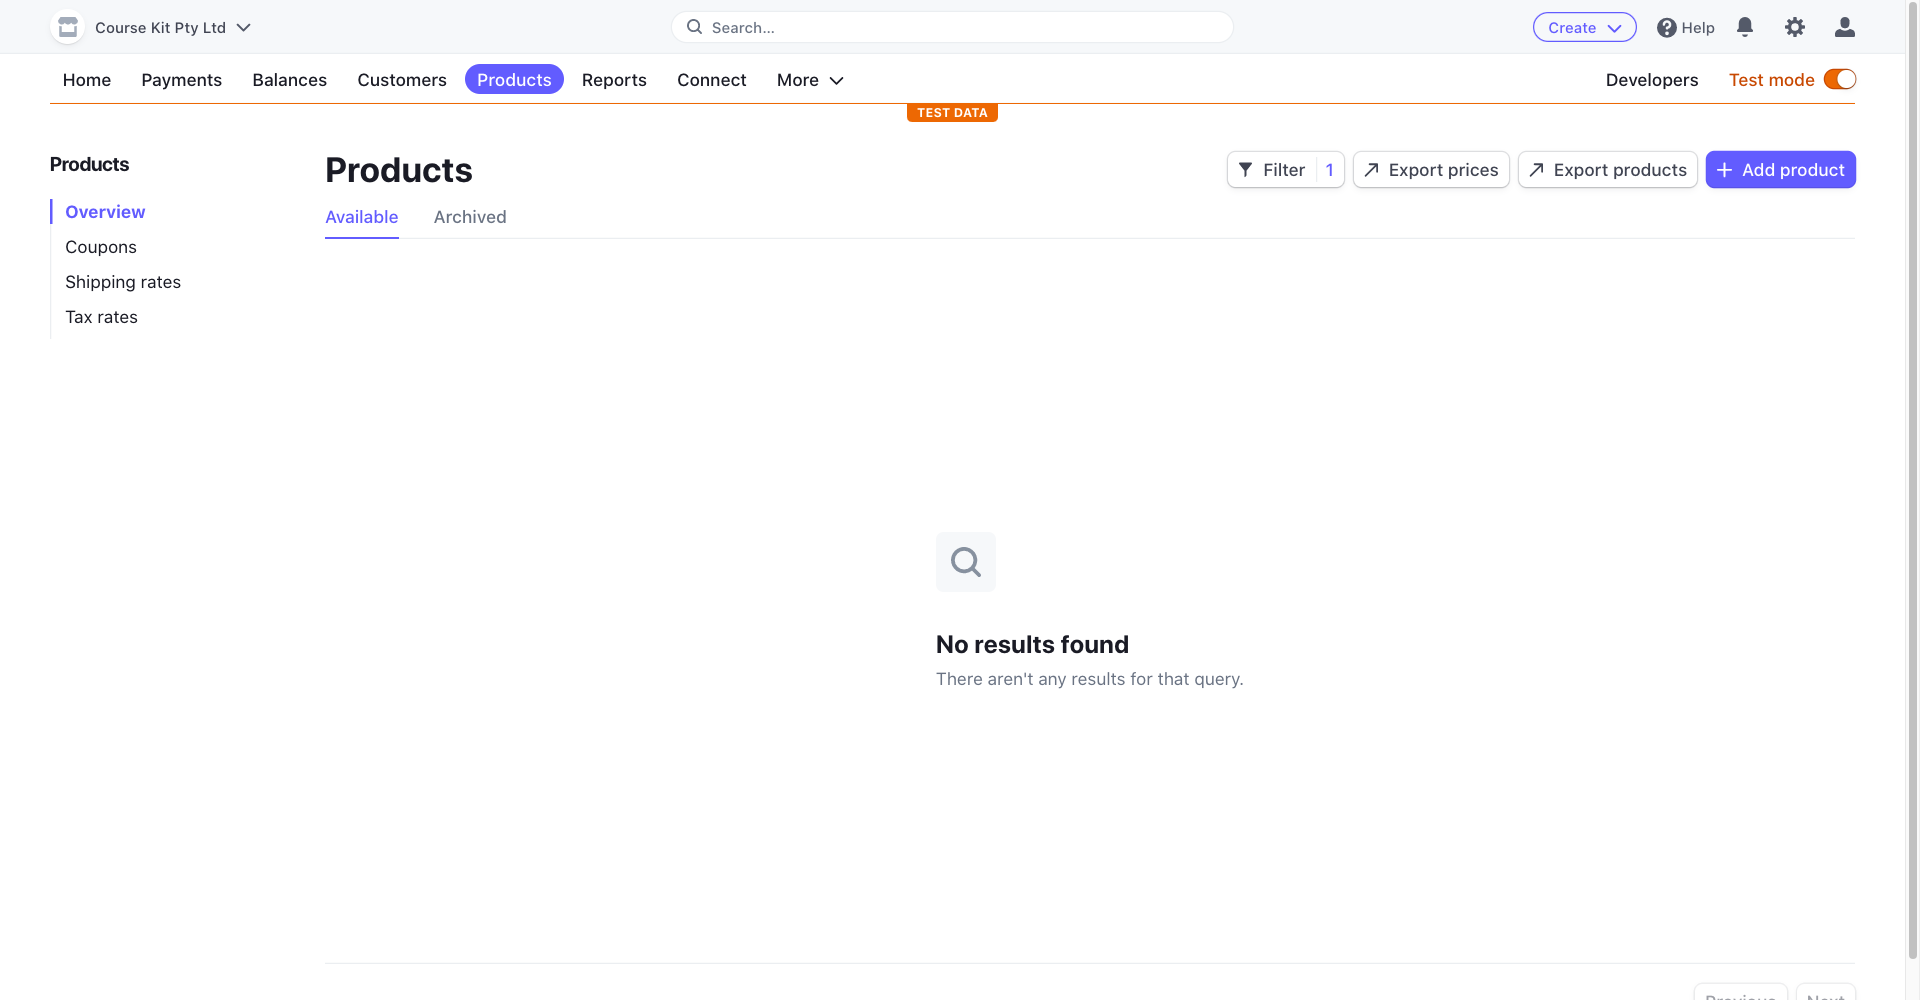 Course Kit Pty Ltd
Search...
Create
Help
Home
Payments
Balances
Customers
Products
Reports
Connect
More
Developers
Test mode
TEST DATA
Products
Overview
Coupons
Shipping rates
Tax rates
Products
Filter 1
Export prices
Export products
Add product
Available
Archived
No results found
There aren't any results for that query.
Previous
Next